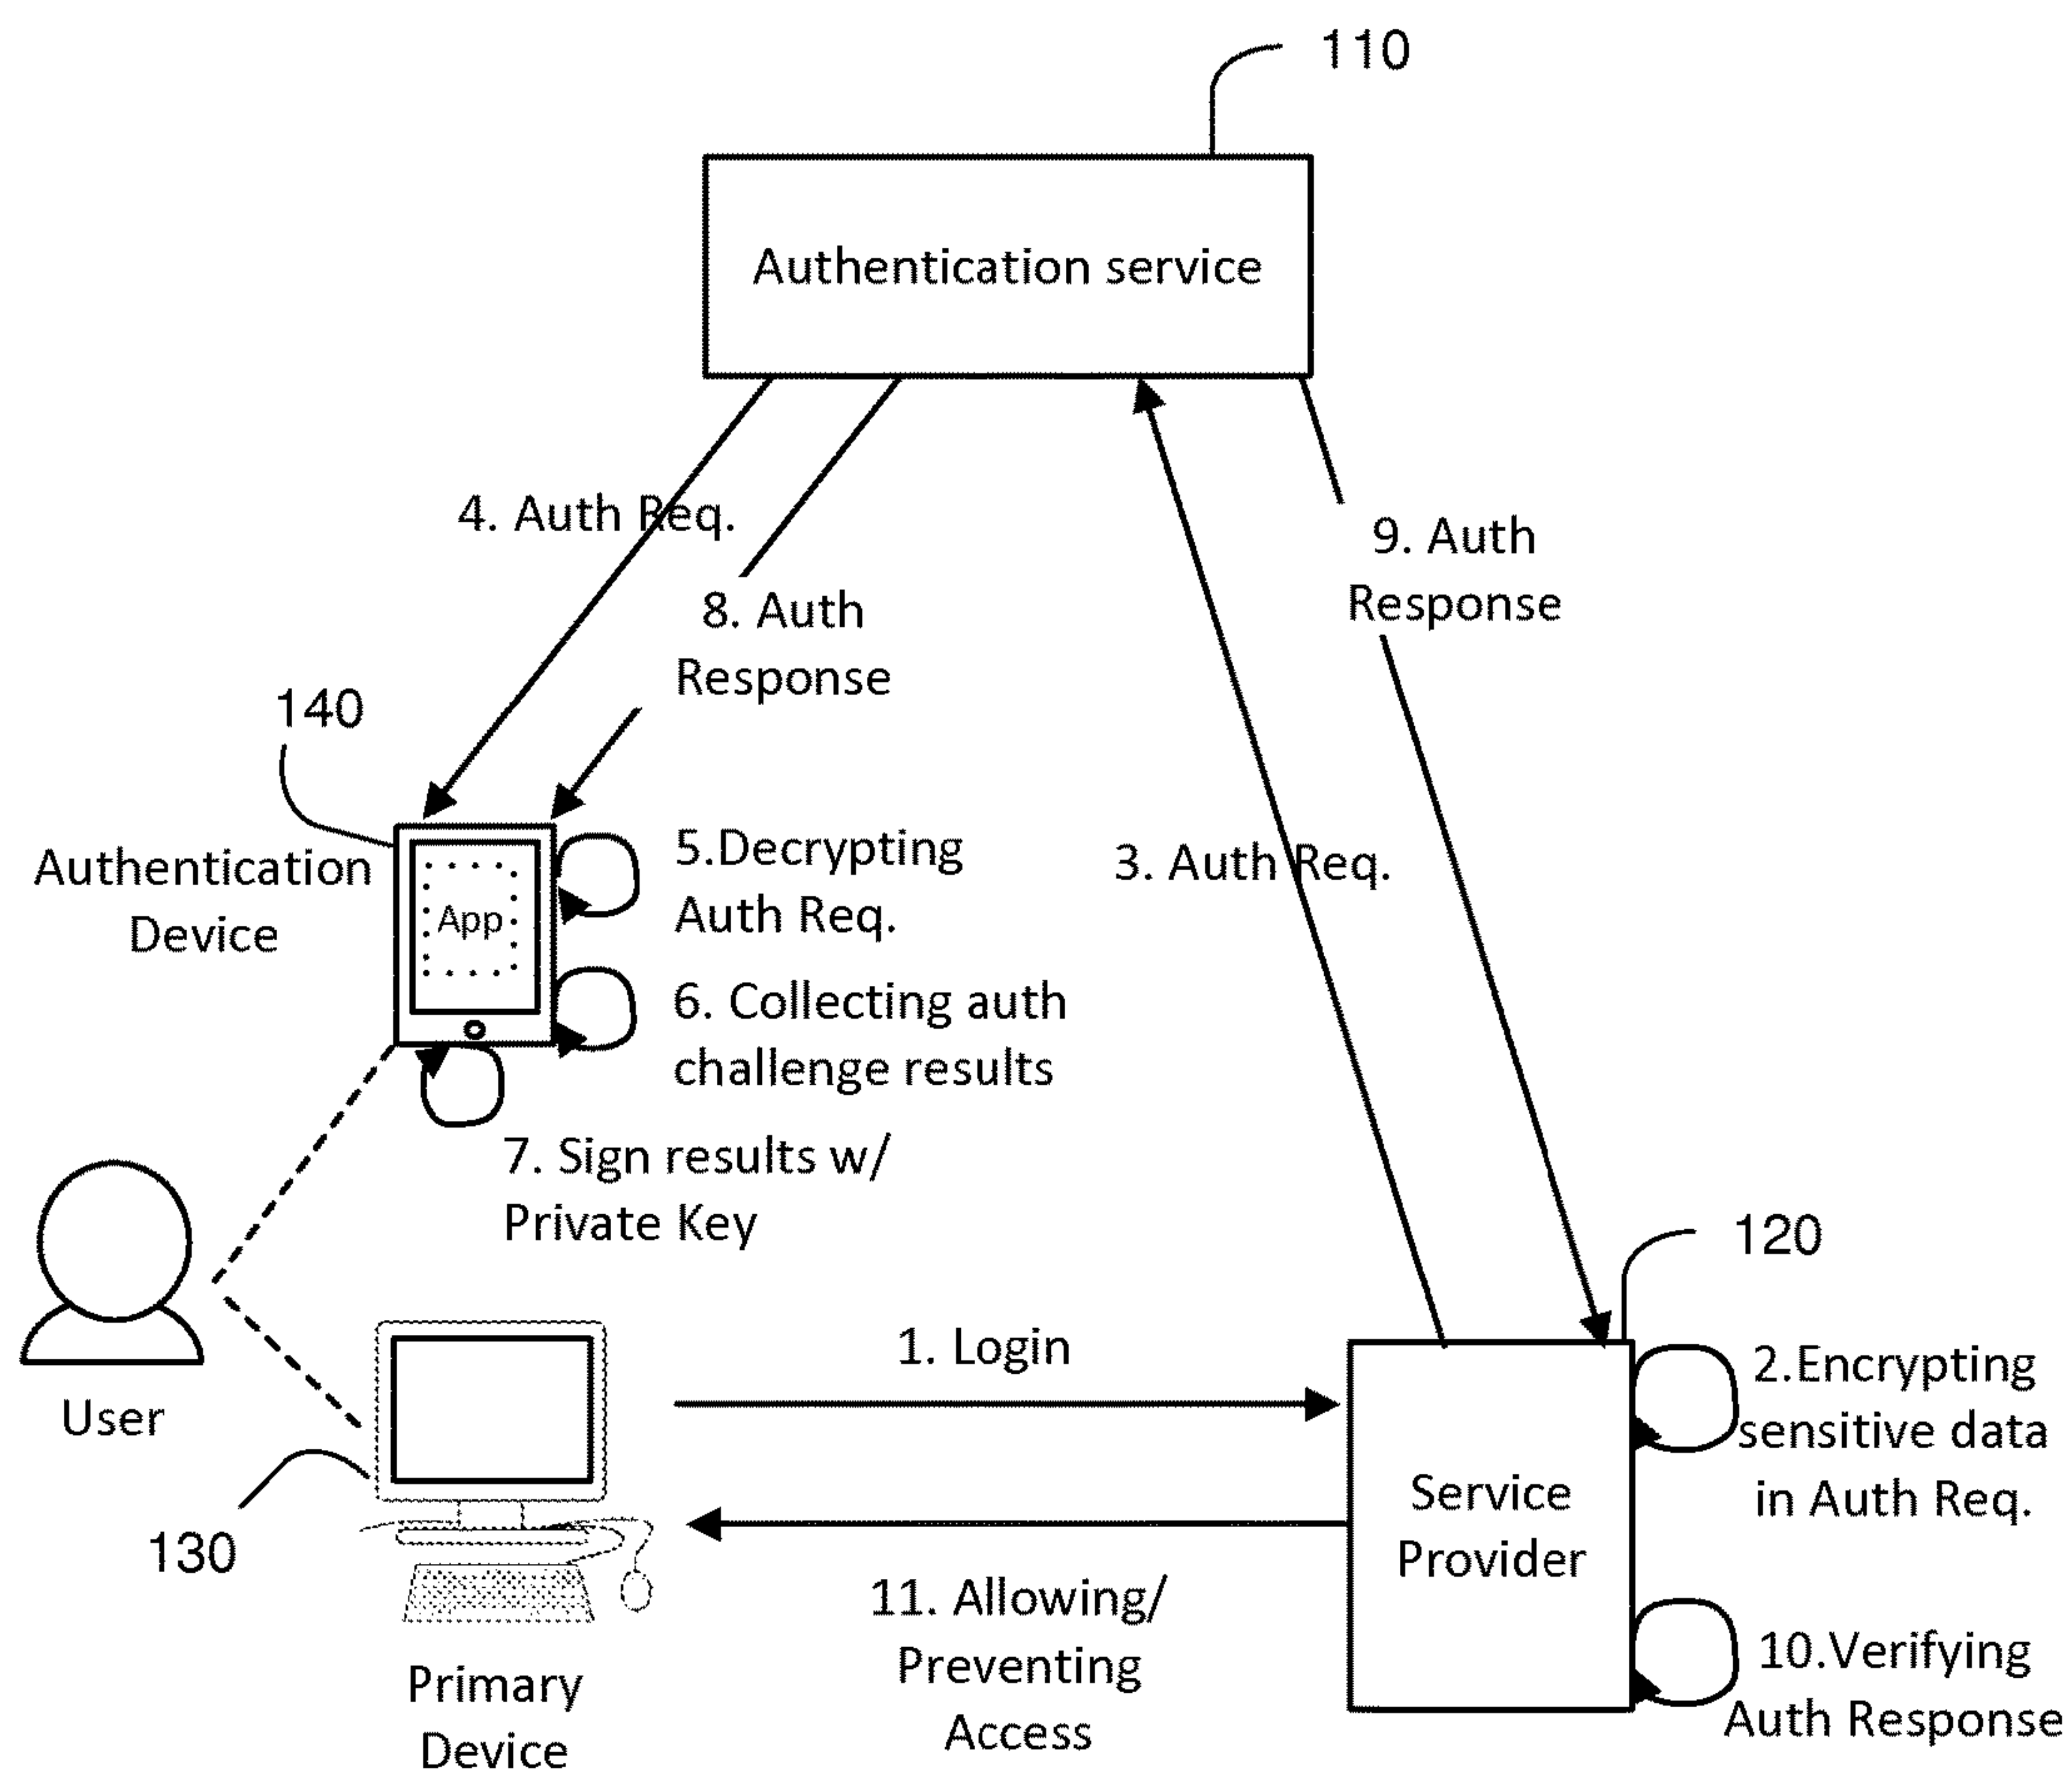 110
Authentication service
4. Auth Req.
9. Auth
Response
8. Auth
Response
140
Authentication
Device
App
5.Decrypting
Auth Req.
3. Auth Req.
6. Collecting auth
challenge results
7. Sign results w/
Private Key
120
User
1. Login
2.Encrypting
sensitive data
in Auth Req.
Service
Provider
130
11. Allowing/
Preventing
Access
10.Verifying
Auth Response
Primary
Device